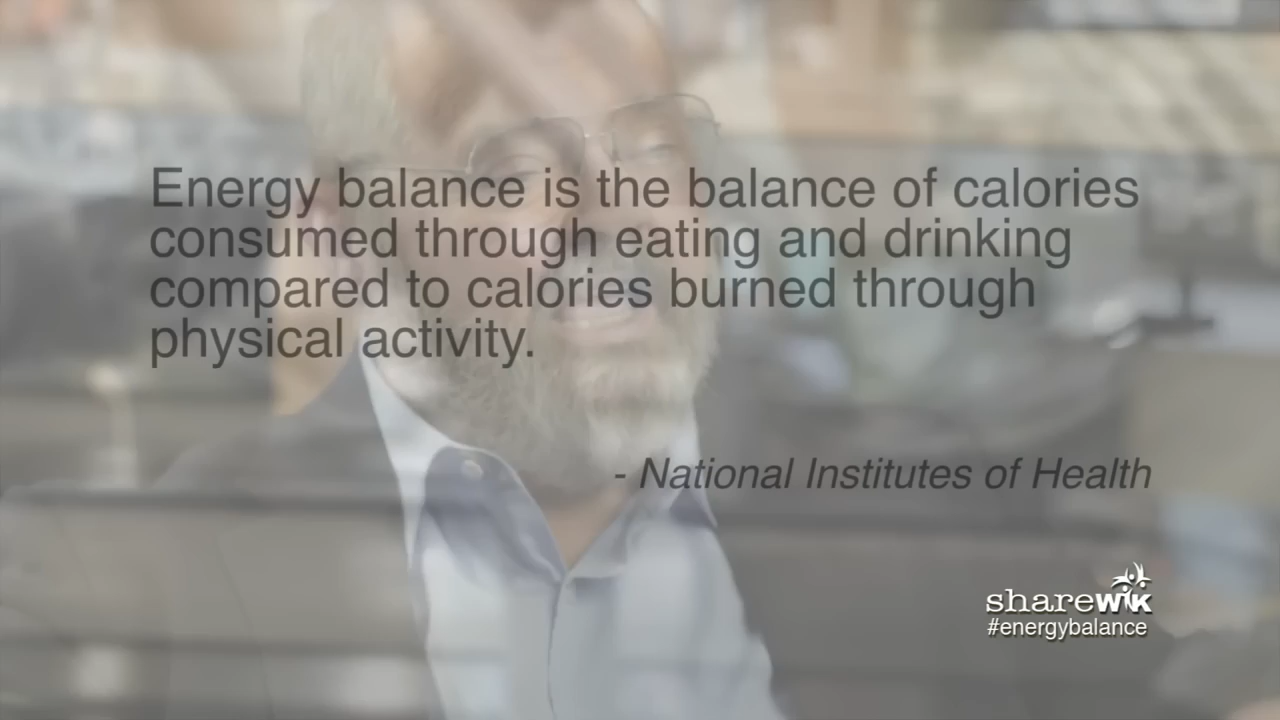 Energy balance is the balance of calories
consumed through eating and drinking
compared to calories burned through
physical activity.
- National Institutes of Health
sharewik
#energybalance